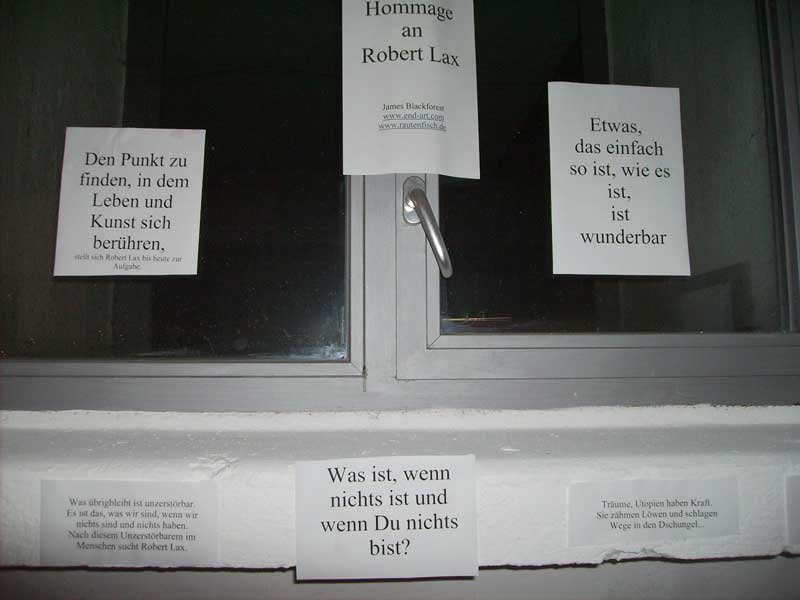 Hommage
an
Robert Lax
James Blackforest
www.end-art.com
www.rautenfisch.de
Den Punkt zu
finden, in dem
Leben und
Kunst sich
berühren,
stellt sich Robert Lax bis heute zur
Aufgabe.
Etwas,
das einfach
so ist, wie es
ist,
ist
wunderbar
Was übrigbleibt ist unzerstörbar.
Es ist das, was wir sind, wenn wir
nichts sind und nichts haben.
Nach diesem Unzerstörbarem im
Menschen sucht Robert Lax.
Was ist, wenn
nichts ist und
wenn Du nichts
bist?
Träume, Utopien haben Kraft.
Sie zähmen Löwen und schlagen
Wege in den Dschungel...